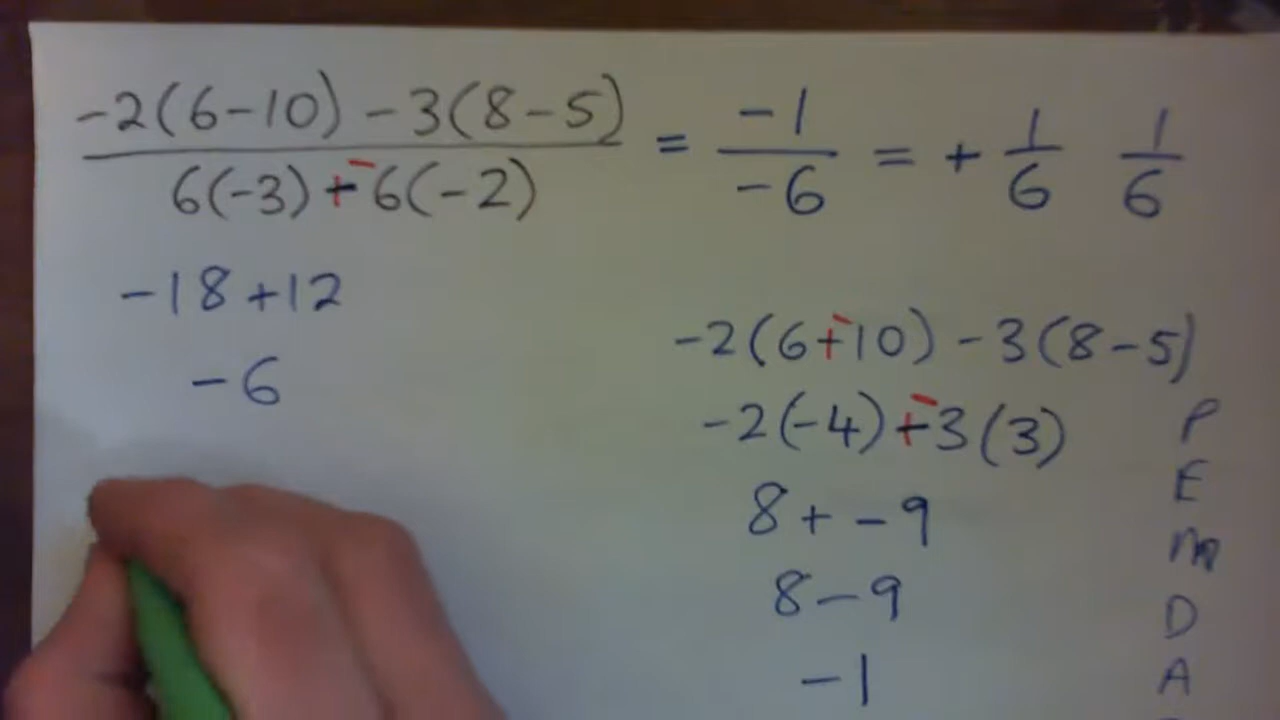 -2(6-10) -3(8-5)
6(-3) +-6(-2)
= -1/-6 = + 1/6 1/6
-18+12
-6
-2(6+-10) -3(8-5)
-2(-4)+-3(3)
8+-9
8-9
-1
P
E
M
D
A